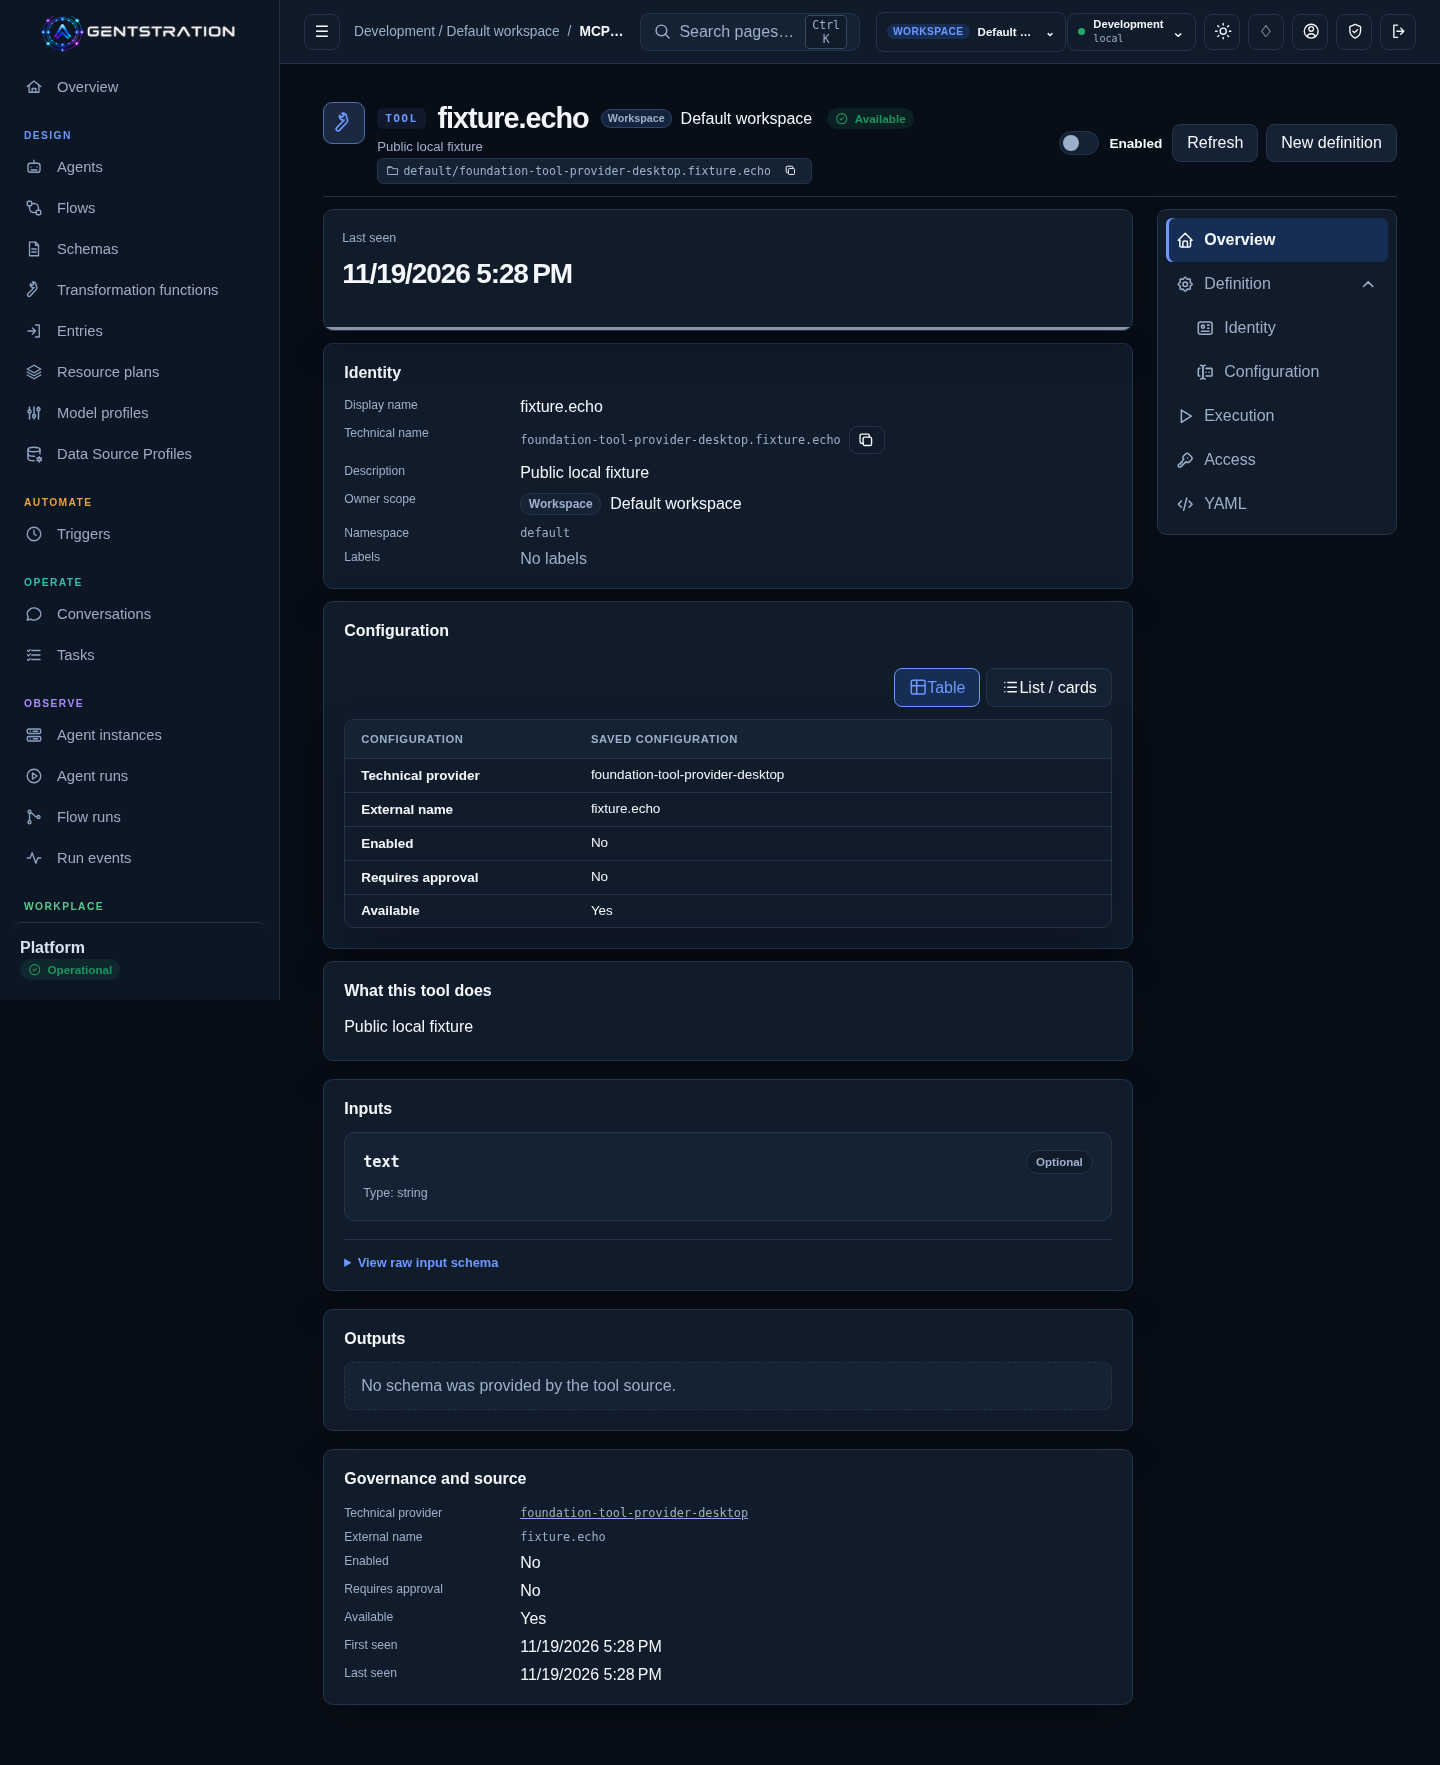 GENTSTRATION
Overview
DESIGN
Agents
Flows
Schemas
Transformation functions
Entries
Resource plans
Model profiles
Data Source Profiles
AUTOMATE
Triggers
OPERATE
Conversations
Tasks
OBSERVE
Agent instances
Agent runs
Flow runs
Run events
WORKPLACE
Platform
Operational
Development / Default workspace / MCP…
Search pages…
Ctrl
K
WORKSPACE Default …
Development
local
TOOL fixture.echo Workspace Default workspace Available
Public local fixture
default/foundation-tool-provider-desktop.fixture.echo
Enabled
Refresh
New definition
Last seen
11/19/2026 5:28 PM
Identity
Display name fixture.echo
Technical name foundation-tool-provider-desktop.fixture.echo
Description Public local fixture
Owner scope Workspace Default workspace
Namespace default
Labels No labels
Configuration
Table List / cards
CONFIGURATION SAVED CONFIGURATION
Technical provider foundation-tool-provider-desktop
External name fixture.echo
Enabled No
Requires approval No
Available Yes
What this tool does
Public local fixture
Inputs
text Optional
Type: string
View raw input schema
Outputs
No schema was provided by the tool source.
Governance and source
Technical provider foundation-tool-provider-desktop
External name fixture.echo
Enabled No
Requires approval No
Available Yes
First seen 11/19/2026 5:28 PM
Last seen 11/19/2026 5:28 PM
Overview
Definition
Identity
Configuration
Execution
Access
YAML